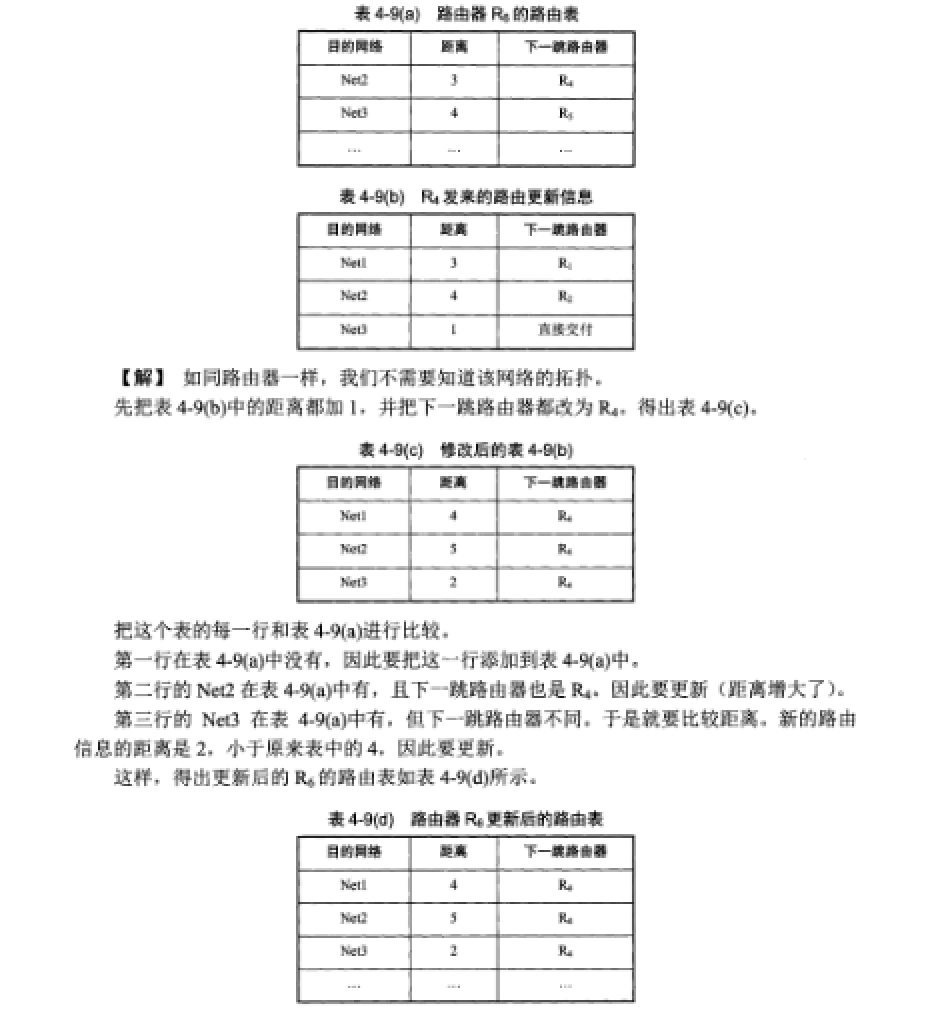 表 4-9(a) 路由器 R₆ 的路由表
目的网络 距离 下一跳路由器
Net2 3 R₄
Net3 4 R₅
… … …
表 4-9(b) R₄ 发来的路由更新信息
目的网络 距离 下一跳路由器
Net1 3 R₁
Net2 4 R₂
Net3 1 直接交付
【解】 如同路由器一样，我们不需要知道该网络的拓扑。
先把表 4-9(b)中的距离都加 1，并把下一跳路由器都改为 R₄。得出表 4-9(c)。
表 4-9(c) 修改后的表 4-9(b)
目的网络 距离 下一跳路由器
Net1 4 R₄
Net2 5 R₄
Net3 2 R₄
把这个表的每一行和表 4-9(a)进行比较。
第一行在表 4-9(a)中没有，因此要把这一行添加到表 4-9(a)中。
第二行的 Net2 在表 4-9(a)中有，且下一跳路由器也是 R₄。因此要更新（距离增大了）。
第三行的 Net3 在表 4-9(a)中有，但下一跳路由器不同。于是就要比较距离。新的路由
信息的距离是 2，小于原来表中的 4，因此要更新。
这样，得出更新后的 R₆ 的路由表如表 4-9(d)所示。
表 4-9(d) 路由器 R₆ 更新后的路由表
目的网络 距离 下一跳路由器
Net1 4 R₄
Net2 5 R₄
Net3 2 R₄
… … …